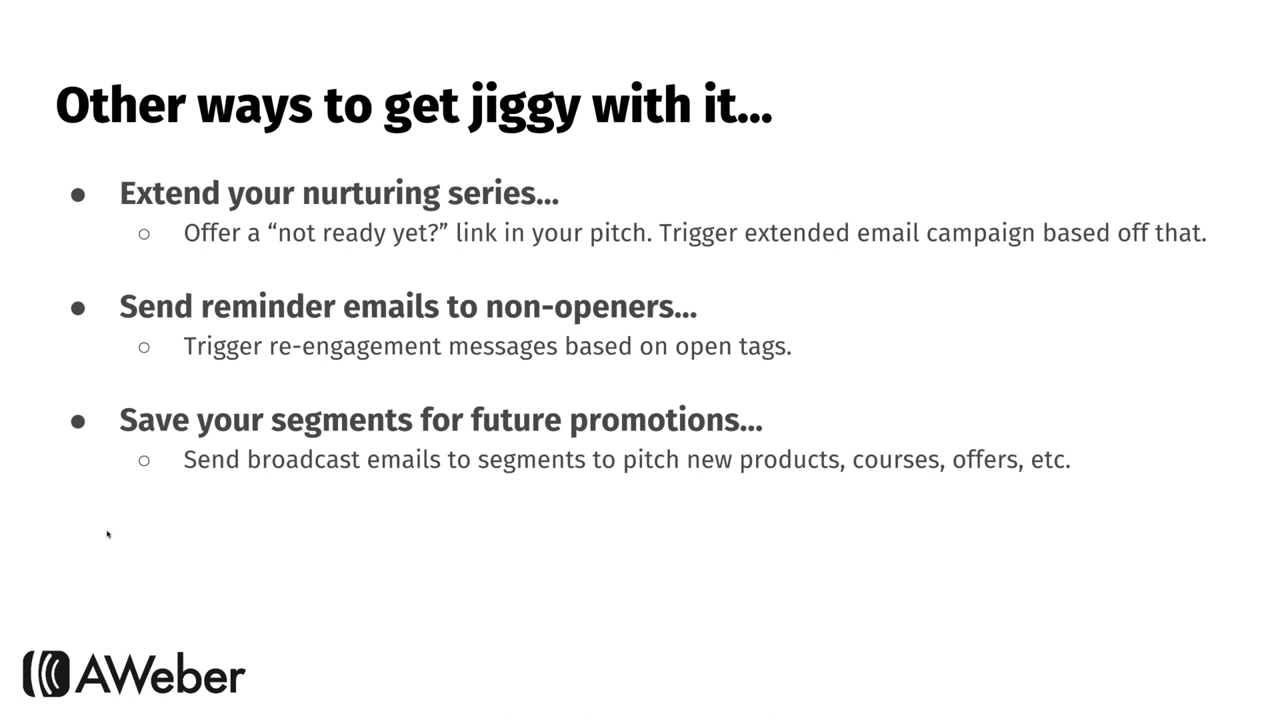 Other ways to get jiggy with it...
● Extend your nurturing series...
○ Offer a “not ready yet?” link in your pitch. Trigger extended email campaign based off that.
● Send reminder emails to non-openers...
○ Trigger re-engagement messages based on open tags.
● Save your segments for future promotions...
○ Send broadcast emails to segments to pitch new products, courses, offers, etc.
AWeber